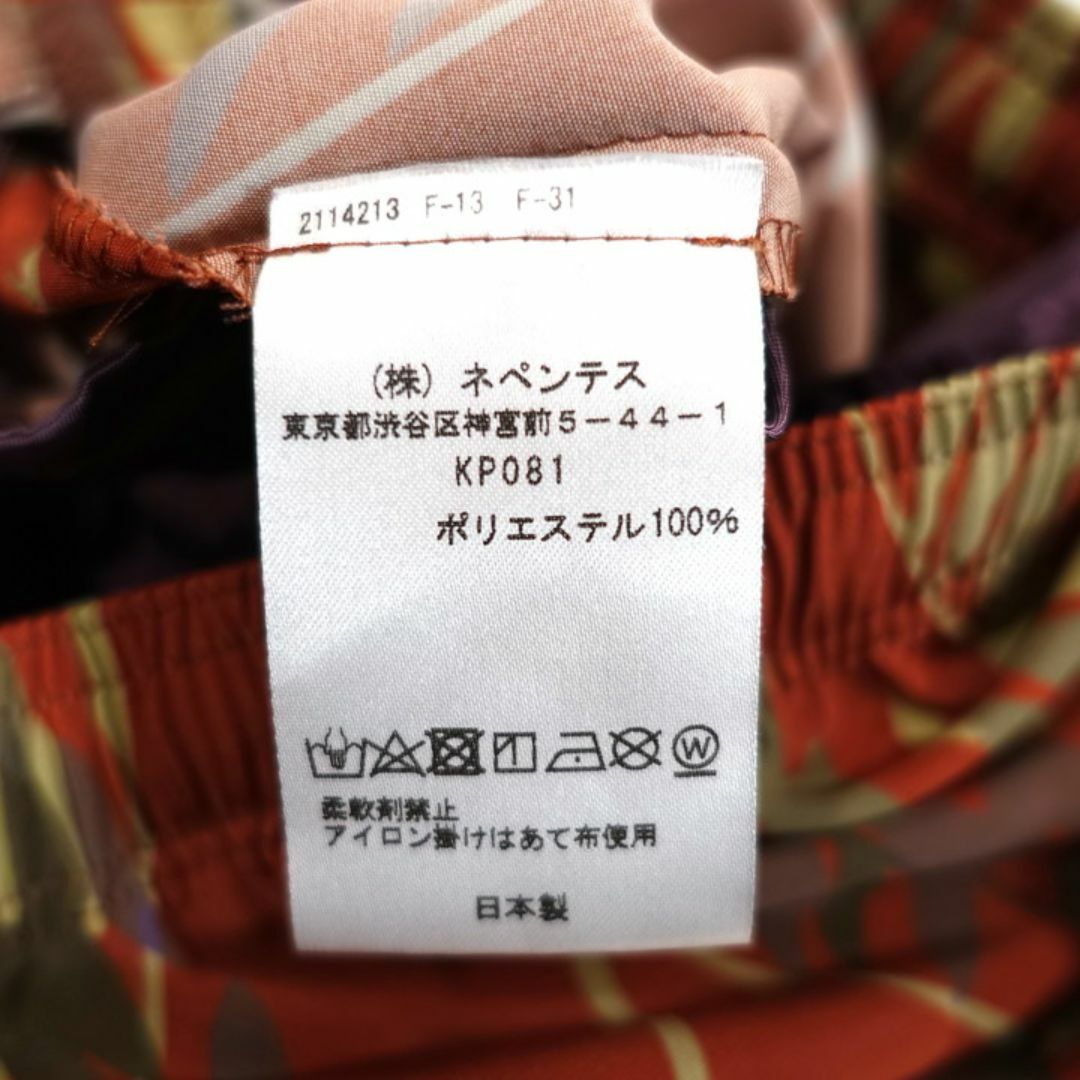 2114213 F-13 F-31
(株) ネペンテス
東京都渋谷区神宮前5-44-1
KP081
ポリエステル100%
W
柔軟剤禁止
アイロン掛けはあて布使用
日本製